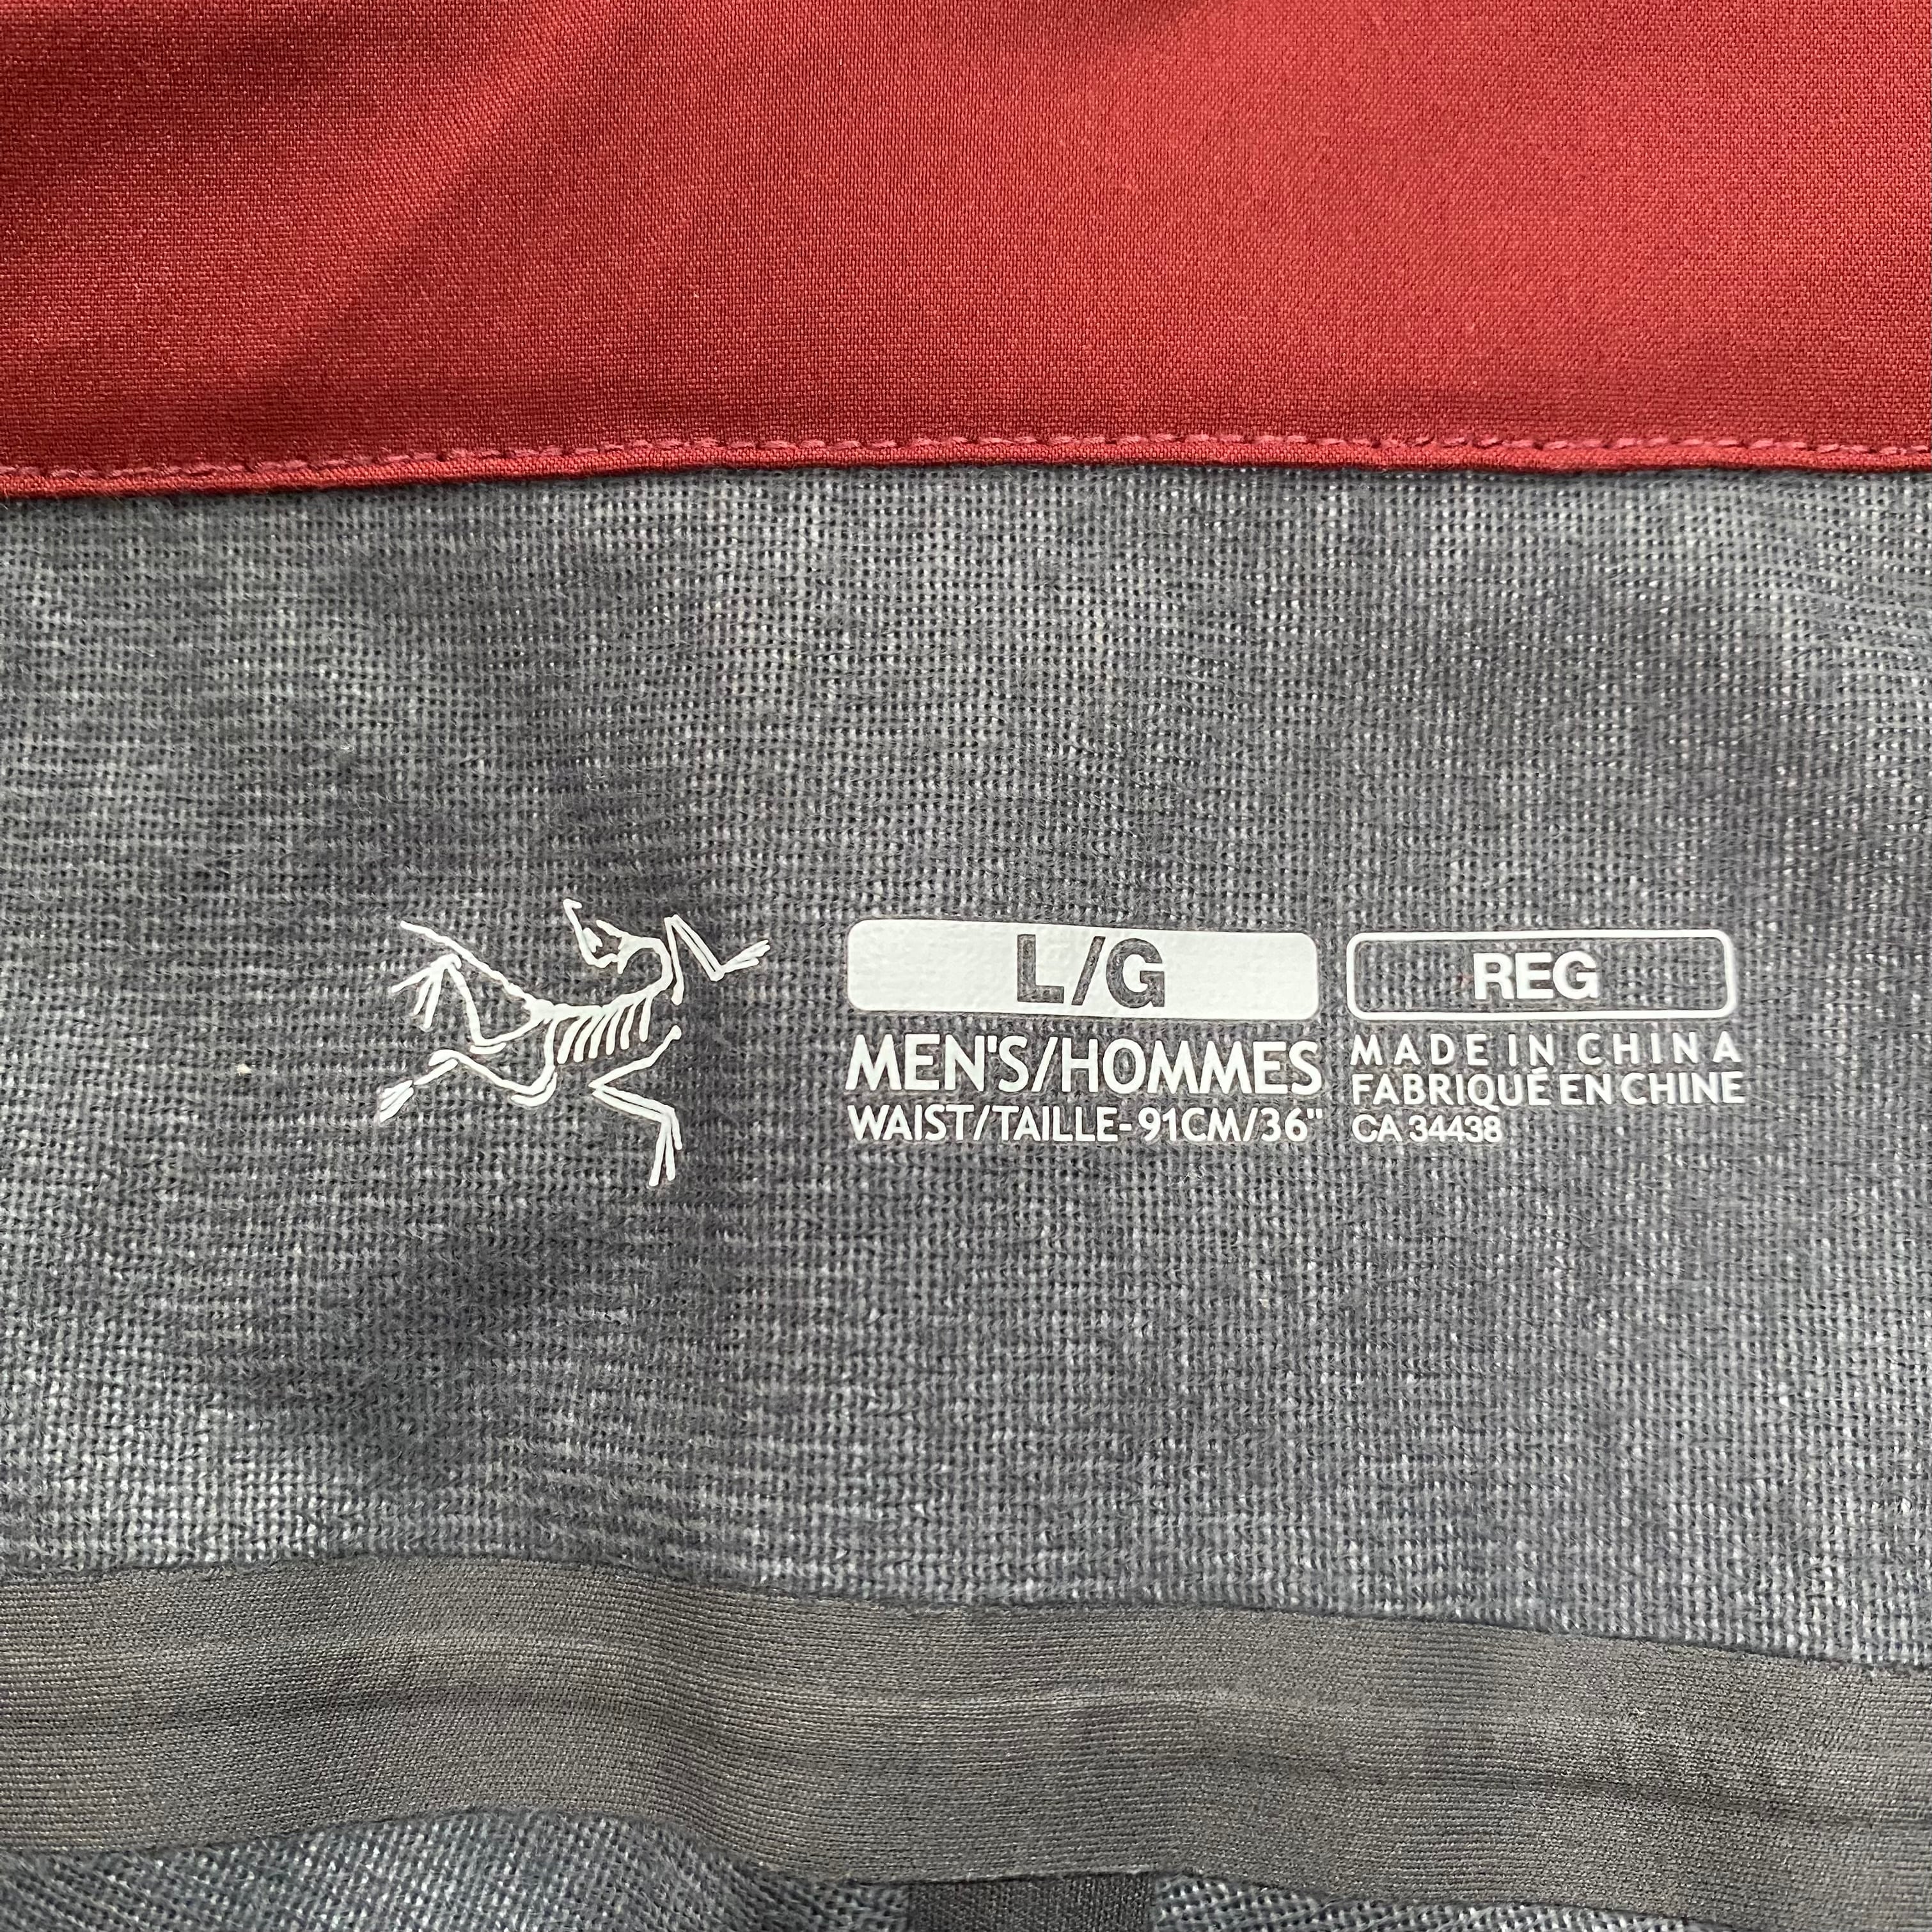 L/G
MEN'S/HOMMES
WAIST/TAILLE-91CM/36"
REG
MADE IN CHINA
FABRIQUÉ EN CHINE
CA 34438